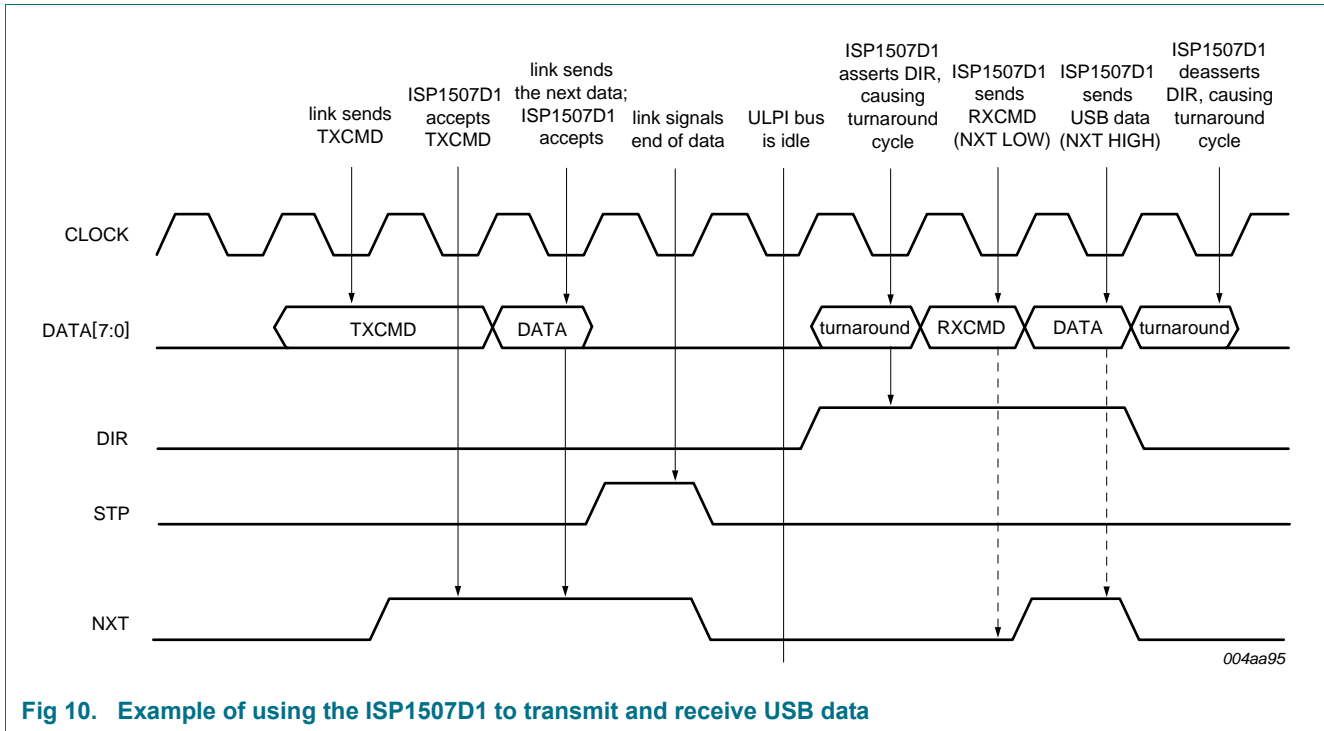 link sends
TXCMD
ISP1507D1
accepts
TXCMD
link sends
the next data;
ISP1507D1
accepts
link signals
end of data
ULPI bus
is idle
ISP1507D1
asserts DIR,
causing
turnaround
cycle
ISP1507D1
sends
RXCMD
(NXT LOW)
ISP1507D1
sends
USB data
(NXT HIGH)
ISP1507D1
deasserts
DIR, causing
turnaround
cycle
CLOCK
DATA[7:0]
TXCMD
DATA
turnaround
RXCMD
DATA
turnaround
DIR
STP
NXT
004aa95
Fig 10. Example of using the ISP1507D1 to transmit and receive USB data